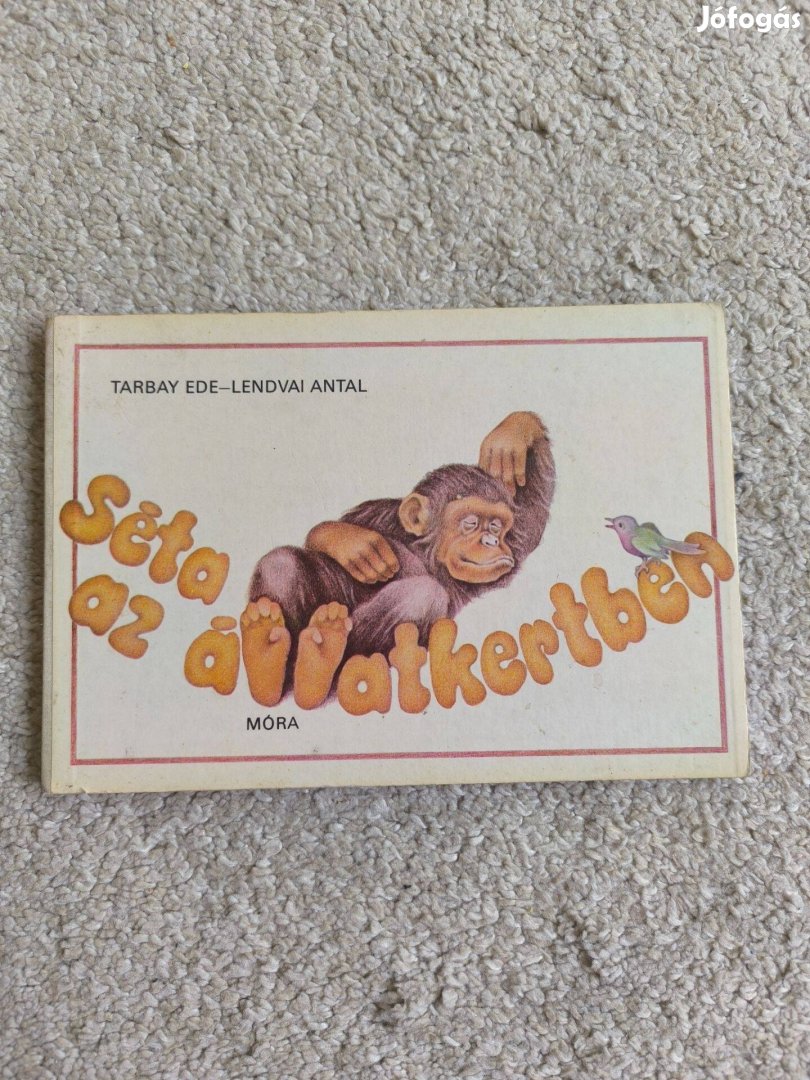 Jófogás
TARBAY EDE–LENDVAI ANTAL
Séta
az állatkertben
MÓRA